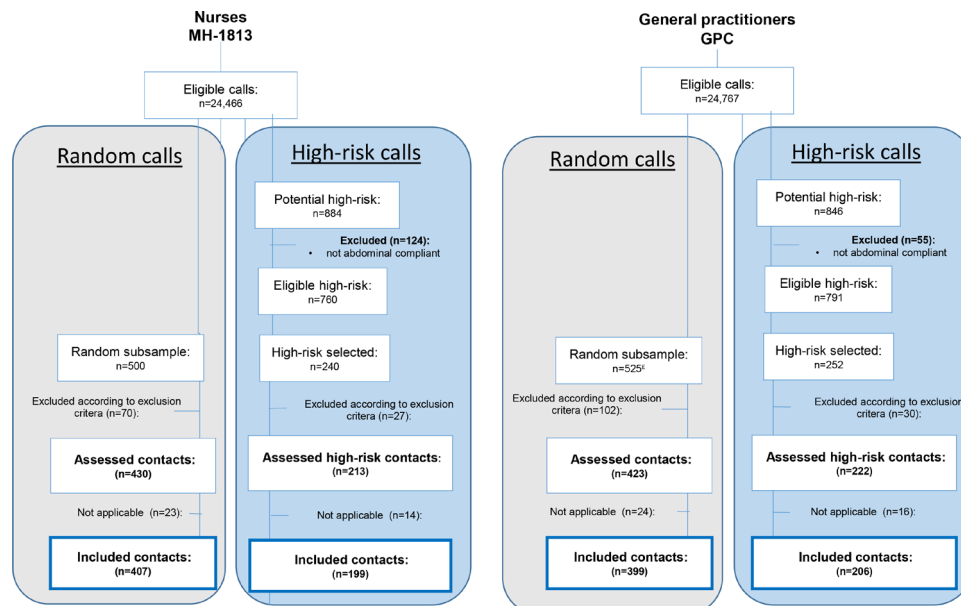 Nurses
MH-1813
Eligible calls:
n=24,466
Random calls
High-risk calls
Potential high-risk:
n=884
Excluded (n=124):
• not abdominal compliant
Eligible high-risk:
n=760
Random subsample:
n=500
High-risk selected:
n=240
Excluded according to exclusion
critera (n=70):
Excluded according to exclusion
critera (n=27):
Assessed contacts:
(n=430)
Assessed high-risk contacts:
(n=213)
Not applicable (n=23):
Not applicable (n=14):
Included contacts:
(n=407)
Included contacts:
(n=199)
General practitioners
GPC
Eligible calls:
n=24,767
Random calls
High-risk calls
Potential high-risk:
n=846
Excluded (n=55):
• not abdominal compliant
Eligible high-risk:
n=791
Random subsample:
High-risk selected:
n=252
Excluded according to exclusion
critera (n=102):
Excluded according to exclusion
critera (n=30):
Assessed contacts:
(n=423)
Assessed high-risk contacts:
(n=222)
Not applicable (n=24):
Not applicable (n=16):
Included contacts:
(n=399)
Included contacts:
(n=206)